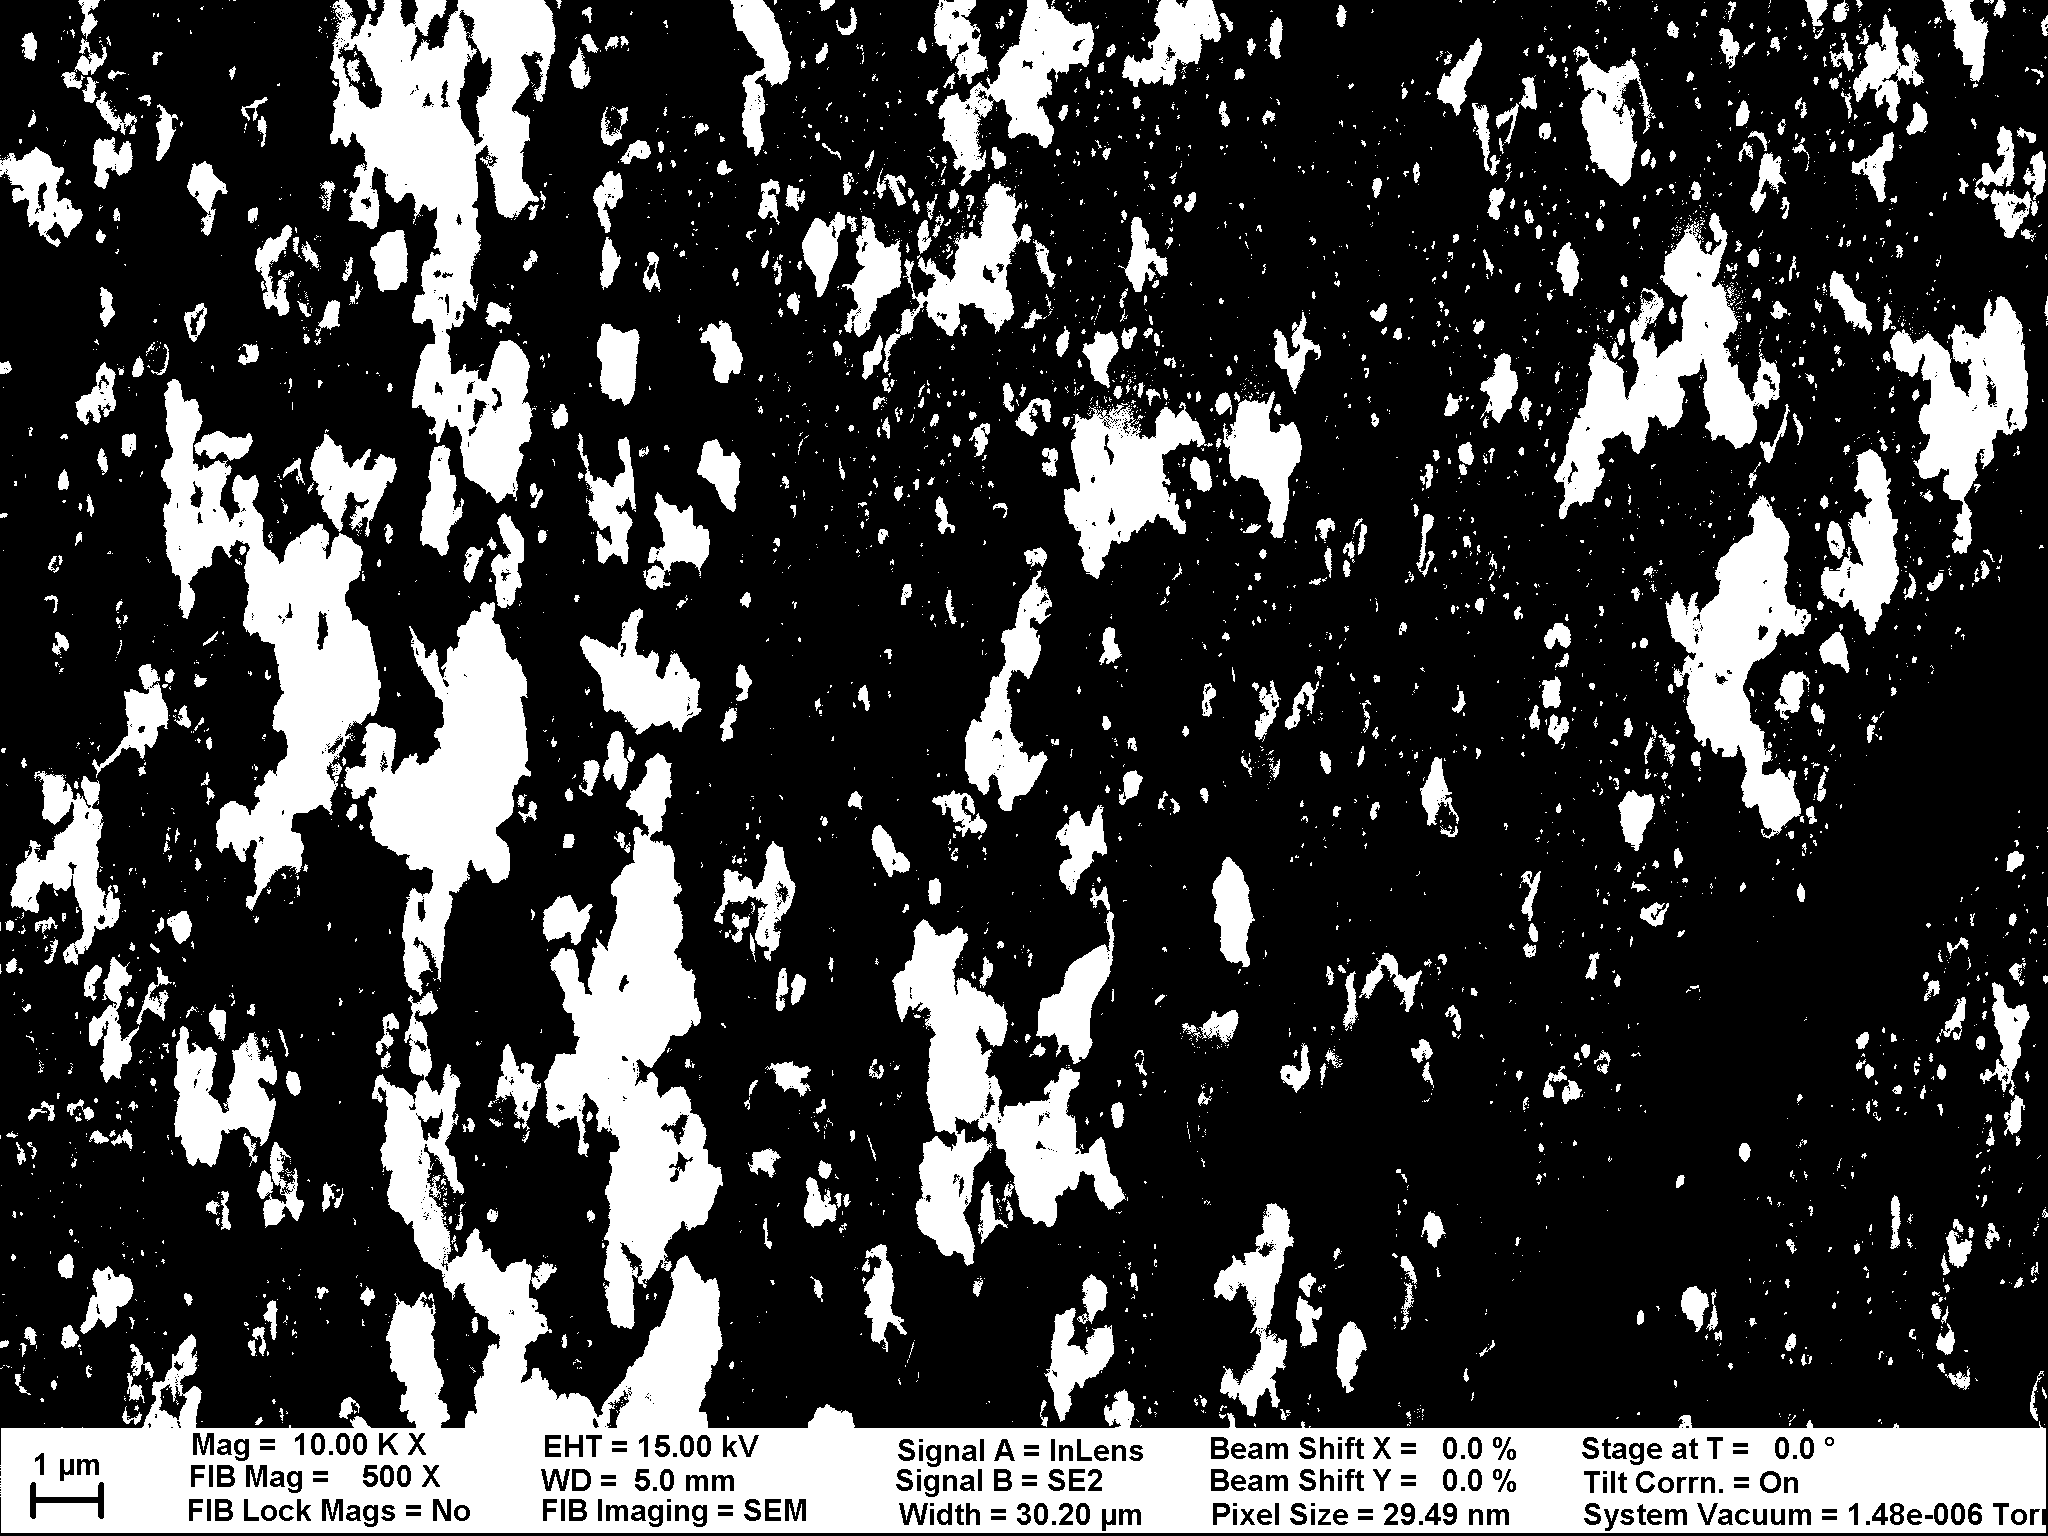 1 µm
Mag = 10.00 K X
FIB Mag = 500 X
FIB Lock Mags = No
EHT = 15.00 kV
WD = 5.0 mm
FIB Imaging = SEM
Signal A = InLens
Signal B = SE2
Width = 30.20 µm
Beam Shift X = 0.0 %
Beam Shift Y = 0.0 %
Pixel Size = 29.49 nm
Stage at T = 0.0 °
Tilt Corrn. = On
System Vacuum = 1.48e-006 Torr